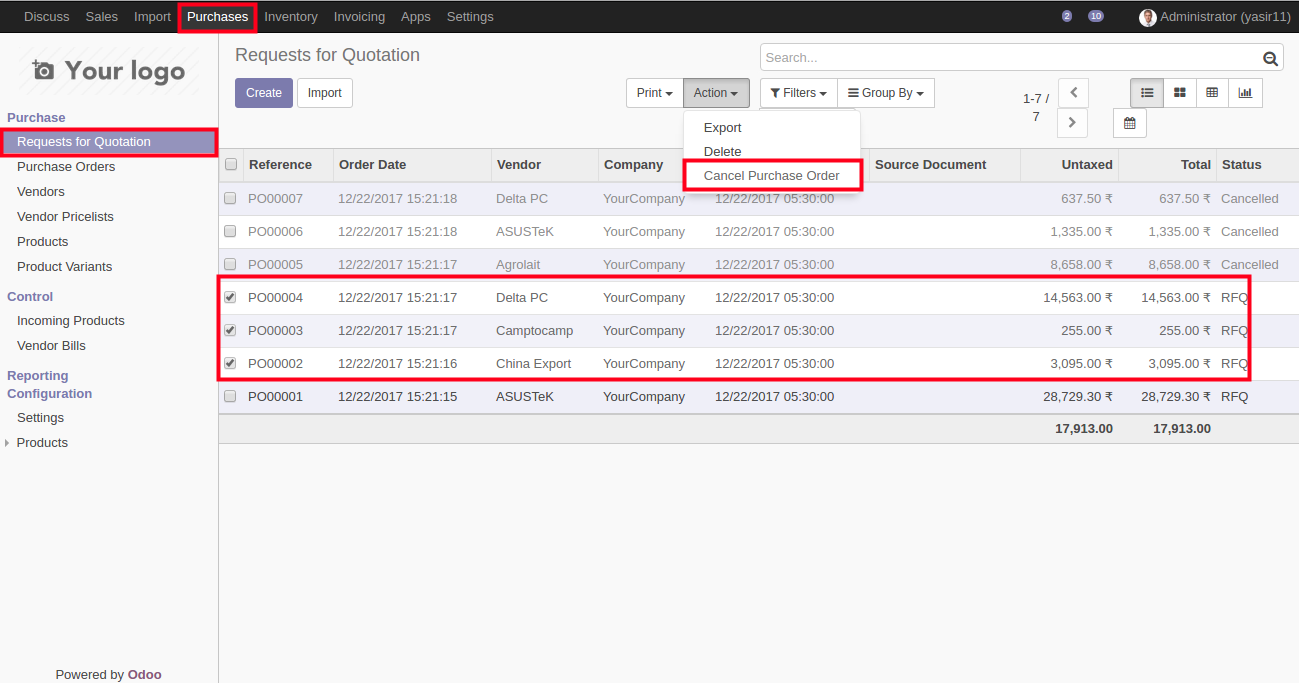 Discuss Sales Import Purchases Inventory Invoicing Apps Settings 2 10 Administrator (yasir11)
Your logo
Purchase
Requests for Quotation
Purchase Orders
Vendors
Vendor Pricelists
Products
Product Variants
Control
Incoming Products
Vendor Bills
Reporting
Configuration
Settings
Products
Powered by Odoo
Requests for Quotation
Search...
Create Import Print Action Filters Group By 1-7 / 7
Export
Delete
Cancel Purchase Order
Reference Order Date Vendor Company Source Document Untaxed Total Status
PO00007 12/22/2017 15:21:18 Delta PC YourCompany 12/22/2017 05:30:00 637.50 ₹ 637.50 ₹ Cancelled
PO00006 12/22/2017 15:21:18 ASUSTeK YourCompany 12/22/2017 05:30:00 1,335.00 ₹ 1,335.00 ₹ Cancelled
PO00005 12/22/2017 15:21:17 Agrolait YourCompany 12/22/2017 05:30:00 8,658.00 ₹ 8,658.00 ₹ Cancelled
PO00004 12/22/2017 15:21:17 Delta PC YourCompany 12/22/2017 05:30:00 14,563.00 ₹ 14,563.00 ₹ RFQ
PO00003 12/22/2017 15:21:17 Camptocamp YourCompany 12/22/2017 05:30:00 255.00 ₹ 255.00 ₹ RFQ
PO00002 12/22/2017 15:21:16 China Export YourCompany 12/22/2017 05:30:00 3,095.00 ₹ 3,095.00 ₹ RFQ
PO00001 12/22/2017 15:21:15 ASUSTeK YourCompany 12/22/2017 05:30:00 28,729.30 ₹ 28,729.30 ₹ RFQ
17,913.00 17,913.00